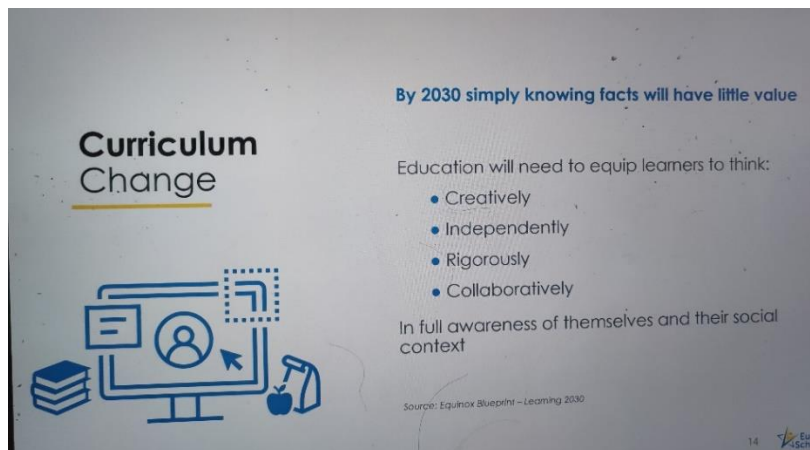 Curriculum
Change
By 2030 simply knowing facts will have little value
Education will need to equip learners to think:
• Creatively
• Independently
• Rigorously
• Collaboratively
In full awareness of themselves and their social
context
Source: Equinox Blueprint – Learning 2030
14